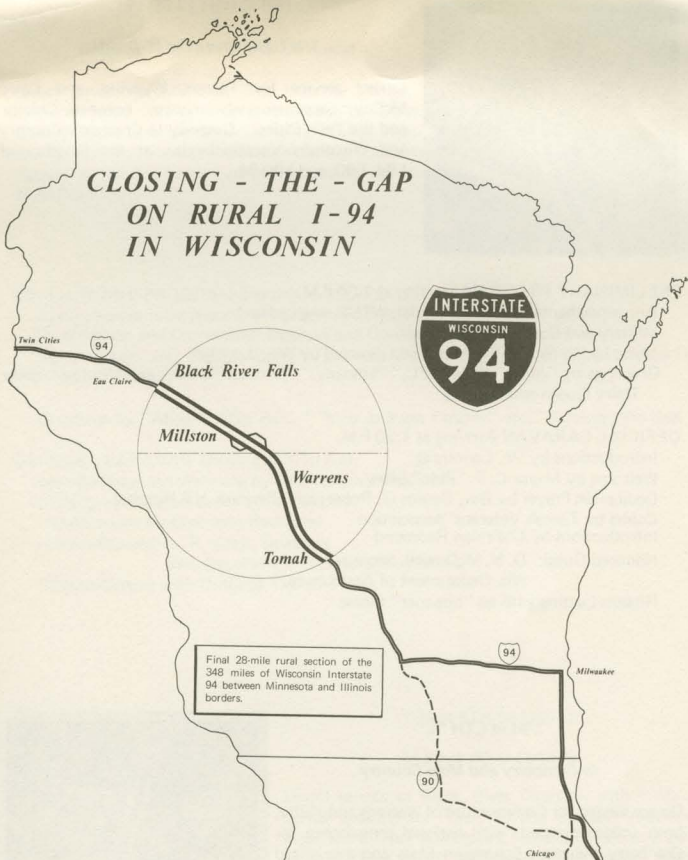 CLOSING - THE - GAP
ON RURAL I-94
IN WISCONSIN
INTERSTATE
WISCONSIN
94
Twin Cities
94
Eau Claire
Black River Falls
Millston
Warrens
Tomah
Final 28-mile rural section of the
348 miles of Wisconsin Interstate
94 between Minnesota and Illinois
borders.
94
Milwaukee
90
Chicago